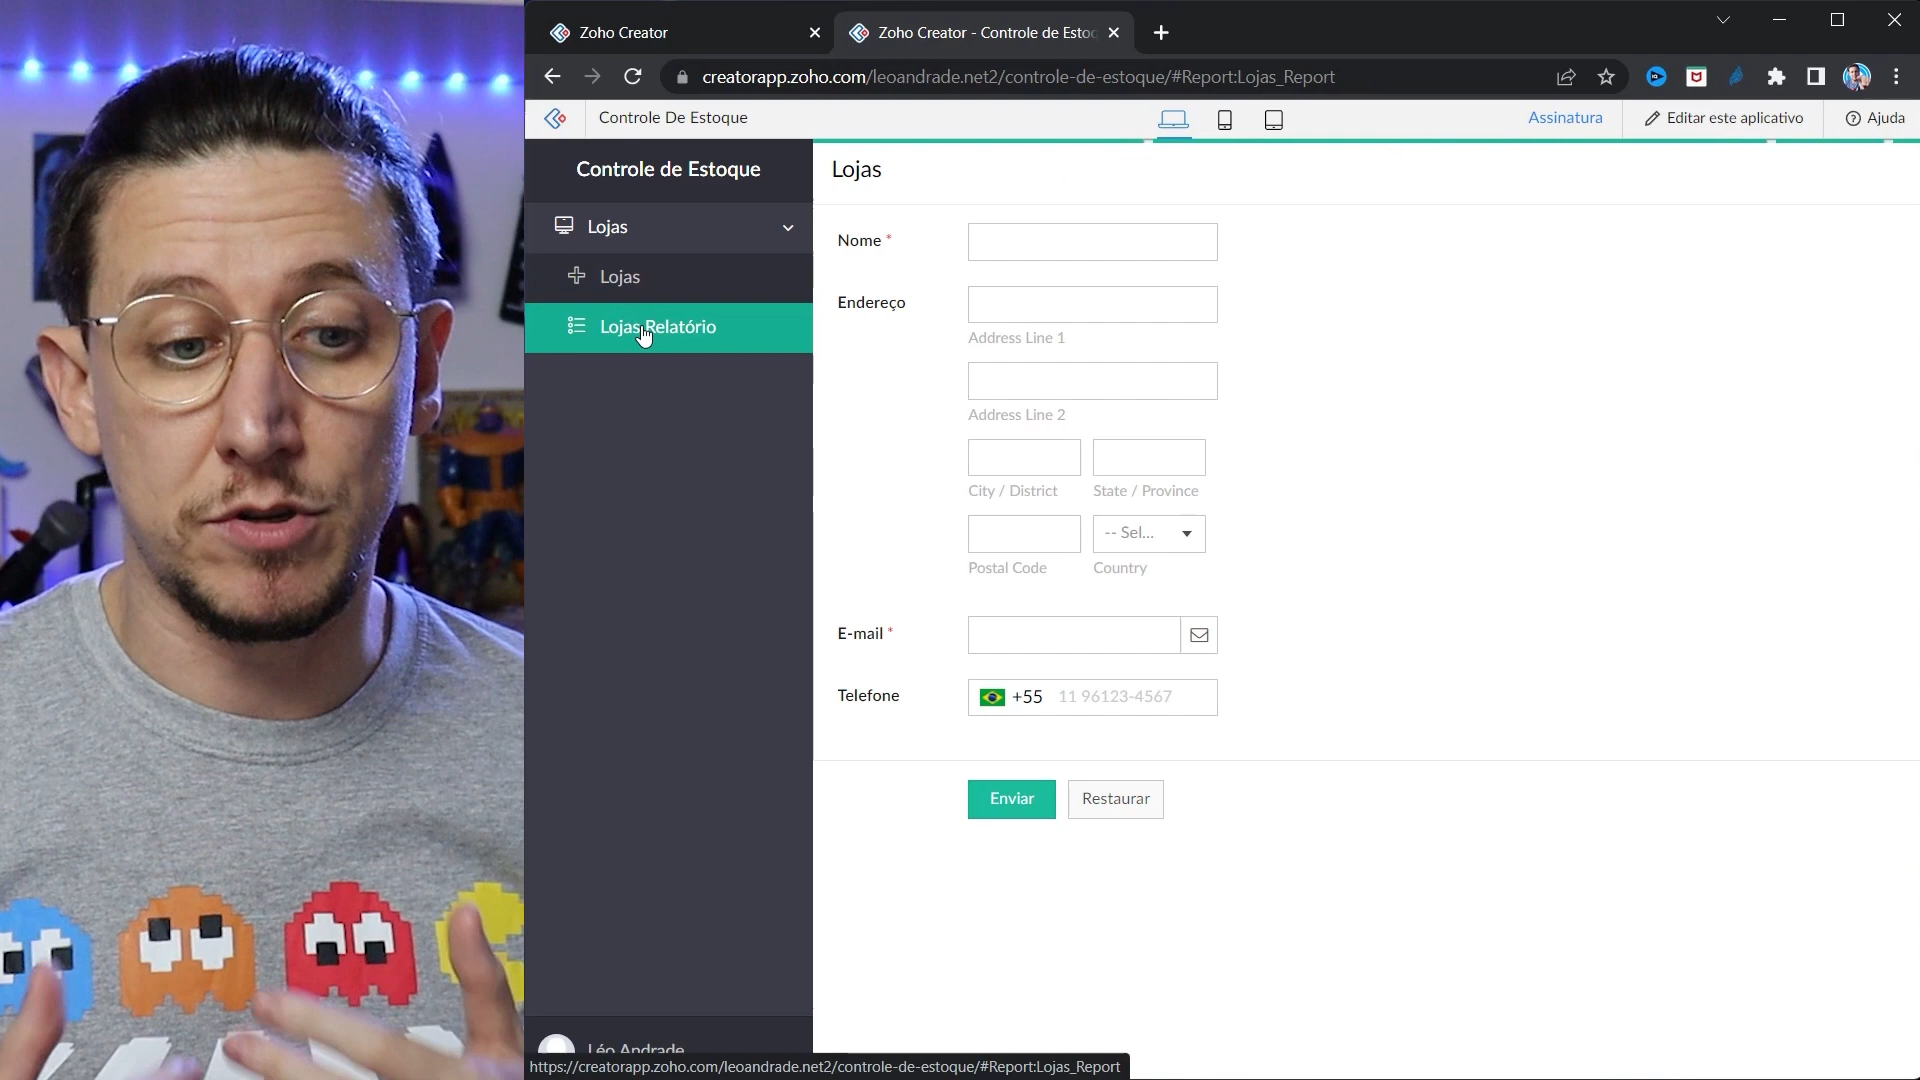 Zoho Creator
Zoho Creator - Controle de Esto
creatorapp.zoho.com/leoandrade.net2/controle-de-estoque/#Report:Lojas_Report
Controle De Estoque
Assinatura
Editar este aplicativo
Ajuda
Controle de Estoque
Lojas
Lojas
Lojas Relatório
Léo Andrade
Lojas
Nome *
Endereço
Address Line 1
Address Line 2
City / District
State / Province
-- Sel...
Postal Code
Country
E-mail *
Telefone
+55 11 96123-4567
Enviar
Restaurar
https://creatorapp.zoho.com/leoandrade.net2/controle-de-estoque/#Report:Lojas_Report